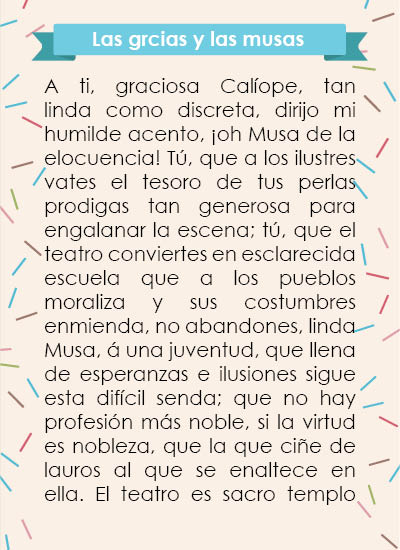 Las grcias y las musas
A ti, graciosa Calíope, tan
linda como discreta, dirijo mi
humilde acento, ¡oh Musa de la
elocuencia! Tú, que a los ilustres
vates el tesoro de tus perlas
prodigas tan generosa para
engalanar la escena; tú, que el
teatro conviertes en esclarecida
escuela que a los pueblos
moraliza y sus costumbres
enmienda, no abandones, linda
Musa, á una juventud, que llena
de esperanzas e ilusiones sigue
esta difícil senda; que no hay
profesión más noble, si la virtud
es nobleza, que la que ciñe de
lauros al que se enaltece en
ella. El teatro es sacro templo